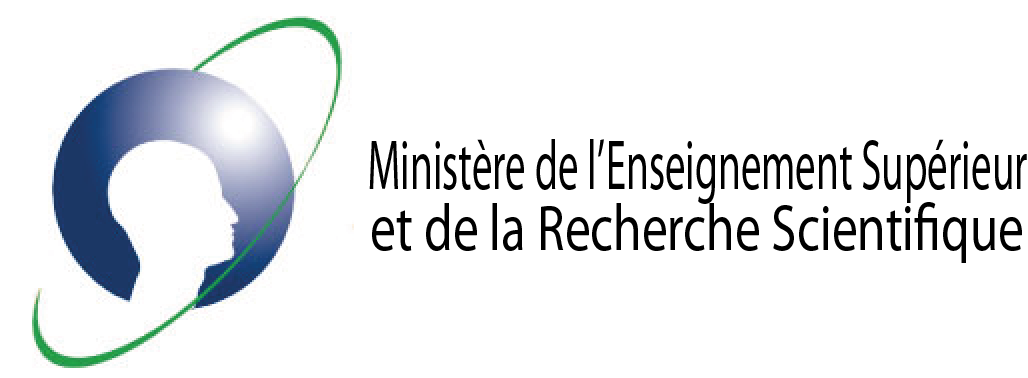 Ministère de l’Enseignement Supérieur
et de la Recherche Scientifique